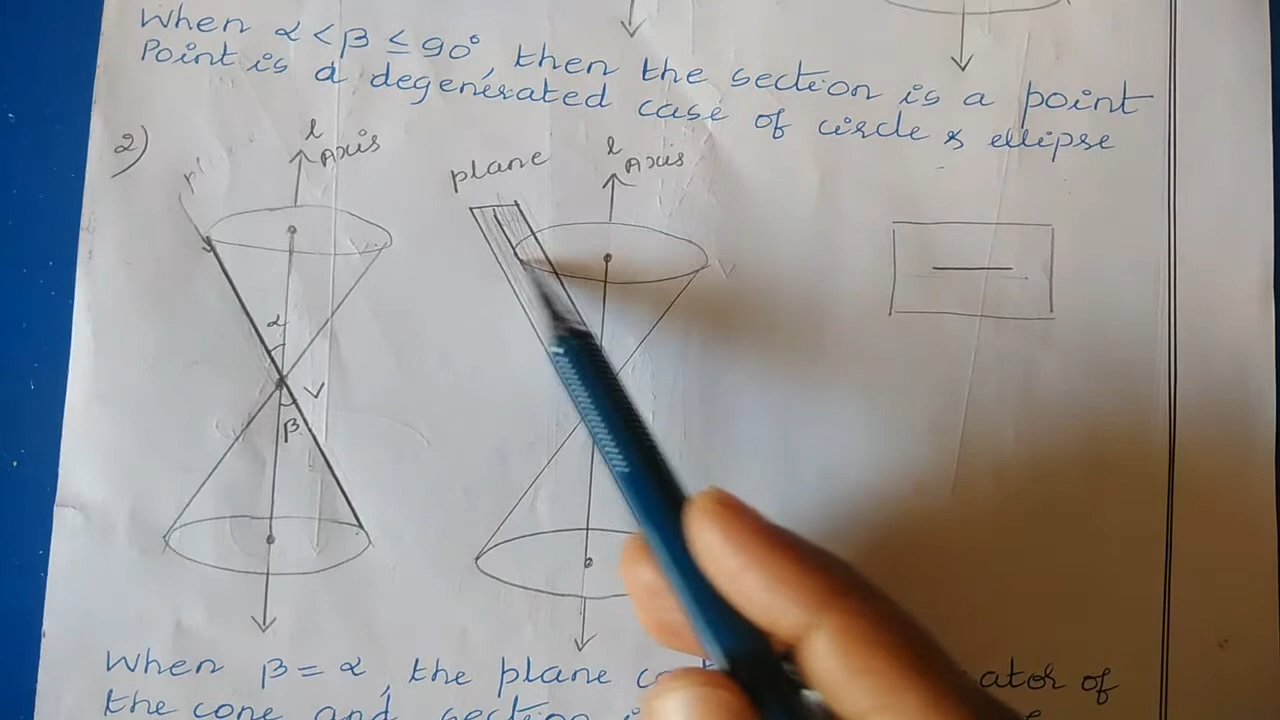 When α < β ≤ 90°, then the section is a point
Point is a degenerated case of circle & ellipse
2)
l
Axis
plane
l
Axis
α
β
When β = α, the plane
ator of
the cone and section